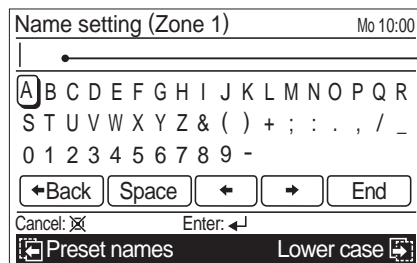 Name setting (Zone 1) Mo 10:00
A B C D E F G H I J K L M N O P Q R
S T U V W X Y Z & ( ) + ; : . , / _
0 1 2 3 4 5 6 7 8 9 -
Back Space End
Cancel: Enter:
Preset names Lower case